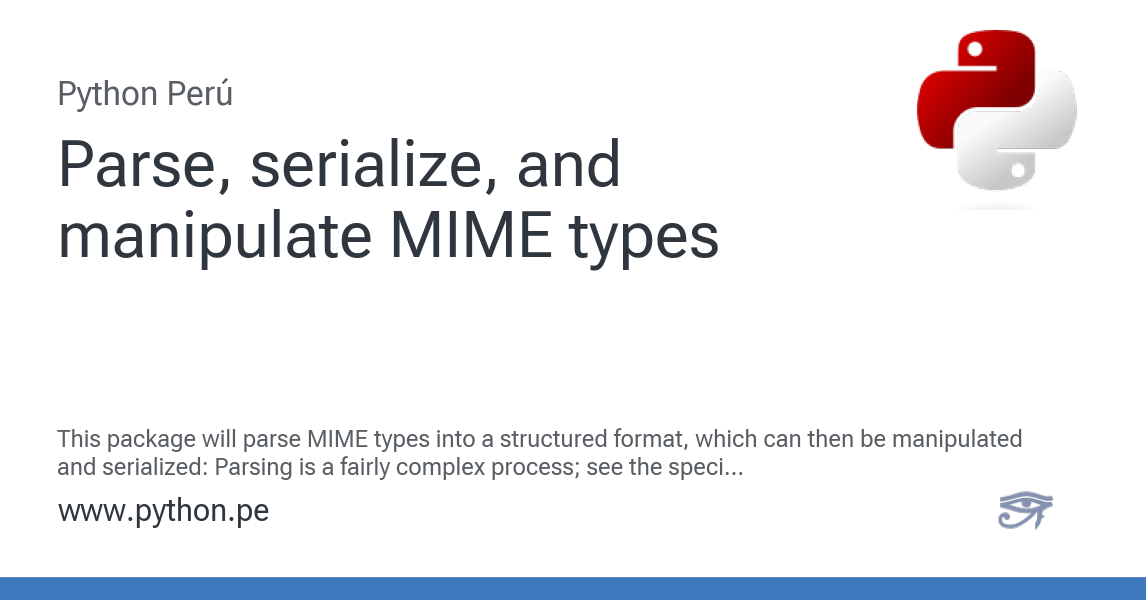 Python Perú
Parse, serialize, and
manipulate MIME types
This package will parse MIME types into a structured format, which can then be manipulated
and serialized: Parsing is a fairly complex process; see the speci...
www.python.pe